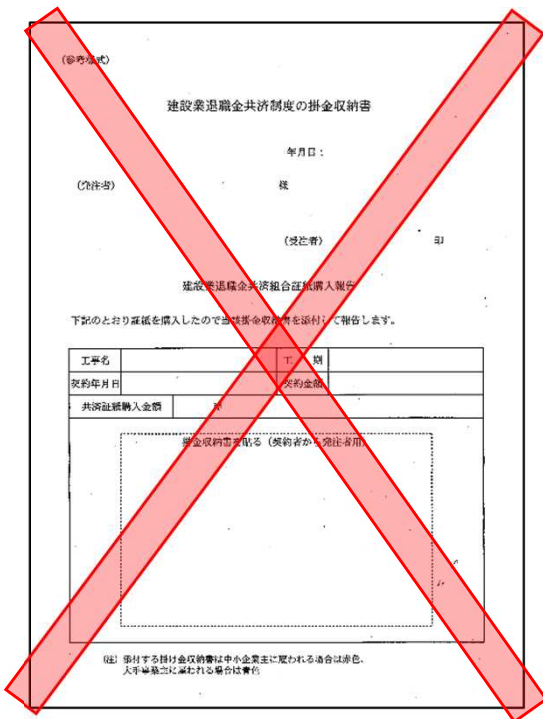 (参考様式)
建設業退職金共済制度の掛金収納書
年月日:
(発注者) 様
(受注者) 印
建設業退職金共済組合証紙購入報告
下記のとおり証紙を購入したので当該掛金収納書を添付して報告します。
工事名 工 期
契約年月日 契約金額
共済証紙購入金額
掛金収納書を貼る(契約者から発注者用)
(注) 添付する掛け金収納書は中小企業主に雇われる場合は赤色、
大手事業主に雇われる場合は青色